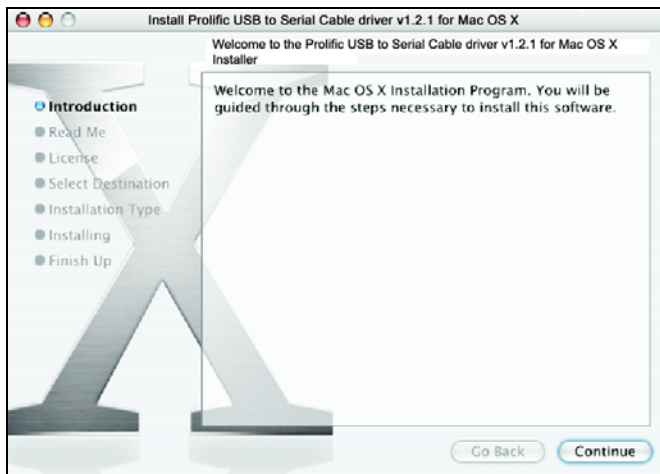 Install Prolific USB to Serial Cable driver v1.2.1 for Mac OS X
Welcome to the Prolific USB to Serial Cable driver v1.2.1 for Mac OS X
Installer
Introduction
Read Me
License
Select Destination
Installation Type
Installing
Finish Up
Welcome to the Mac OS X Installation Program. You will be
guided through the steps necessary to install this software.
Go Back
Continue